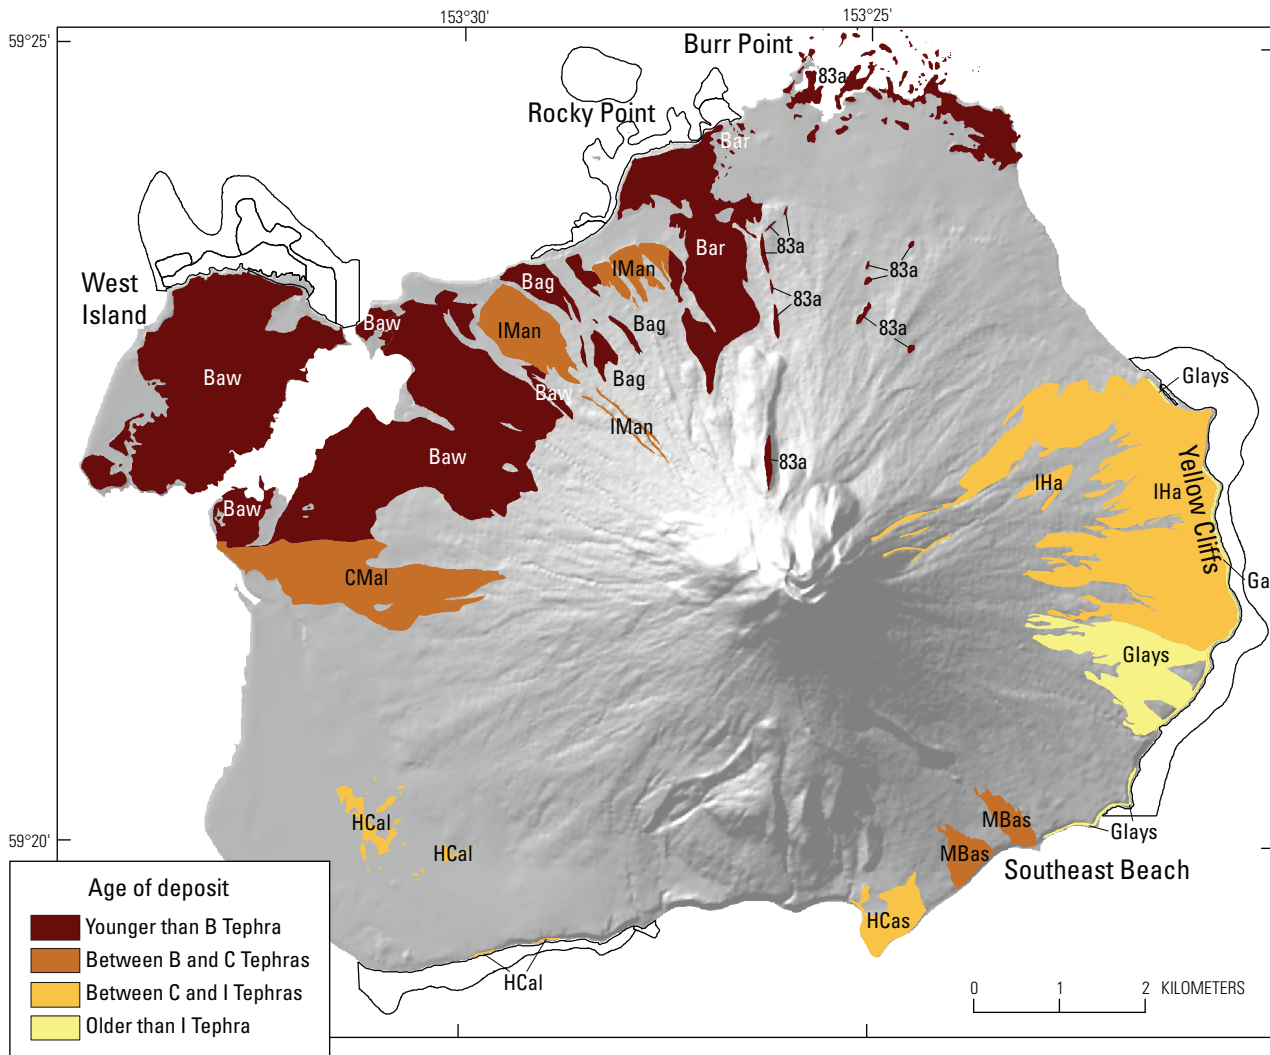 153°30'
153°25'
59°25'
Burr Point
83a
Rocky Point
Bar
Bar
83a
IMan
83a
West
Island
Bag
83a
Baw
IMan
Bag
83a
Baw
Bag
Glays
Baw
IMan
Baw
83a
IHa
IHa
Yellow Cliffs
Baw
CMal
Ga
Glays
HCal
MBas
Glays
59°20'
HCal
MBas
Southeast Beach
HCas
HCal
Age of deposit
Younger than B Tephra
Between B and C Tephras
Between C and I Tephras
Older than I Tephra
0 1 2 KILOMETERS